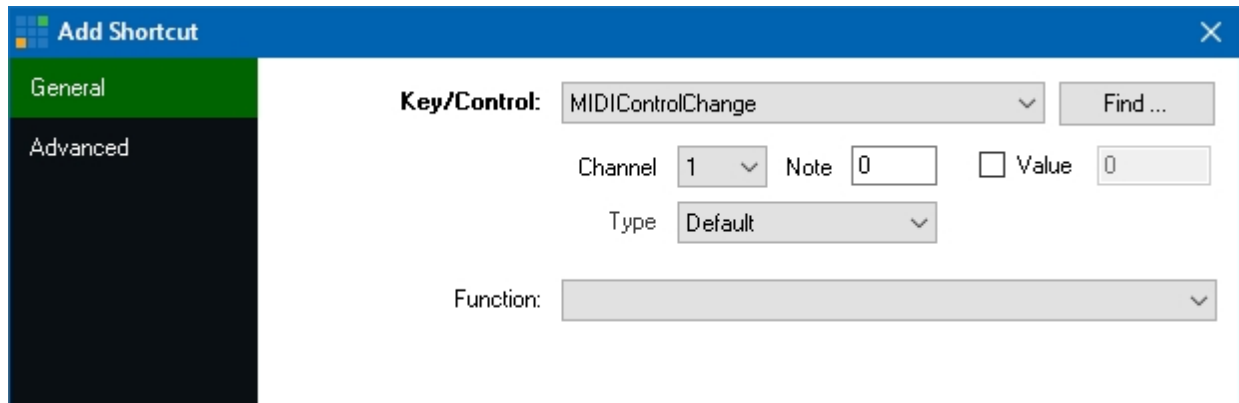 Add Shortcut
General
Advanced
Key/Control: MIDIControlChange Find ...
Channel 1 Note 0 Value 0
Type Default
Function: